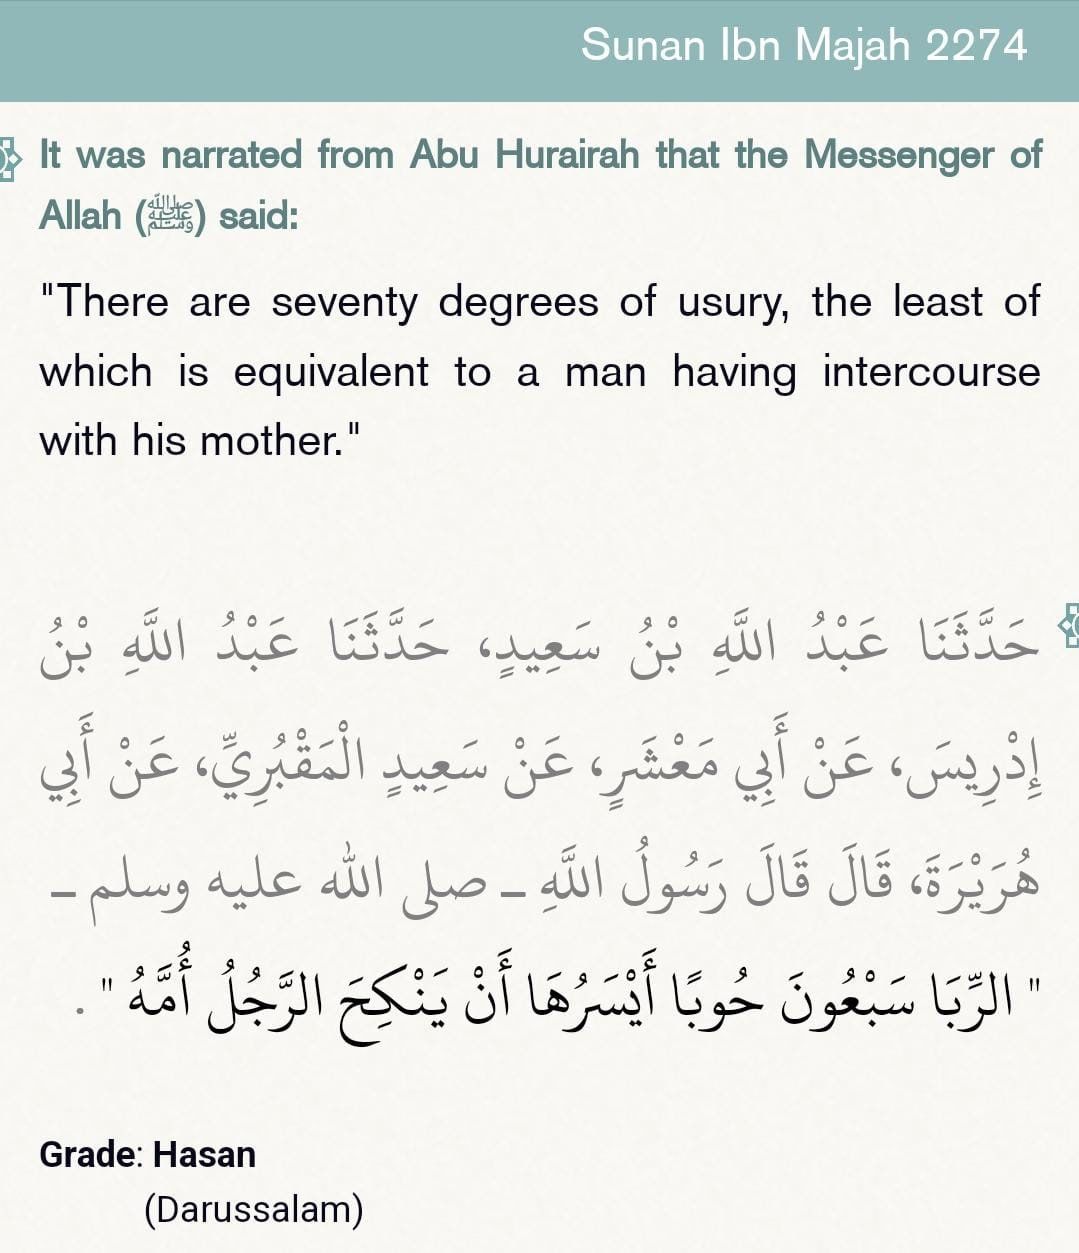 Sunan Ibn Majah 2274
It was narrated from Abu Hurairah that the Messenger of
Allah (ﷺ) said:
"There are seventy degrees of usury, the least of
which is equivalent to a man having intercourse
with his mother."
حَدَّثَنَا عَبْدُ اللَّهِ بْنُ سَعِيدٍ، حَدَّثَنَا عَبْدُ اللَّهِ بْنُ
إِدْرِيسَ، عَنْ أَبِي مَعْشَرٍ، عَنْ سَعِيدٍ الْمَقْبُرِيِّ، عَنْ أَبِي
هُرَيْرَةَ، قَالَ قَالَ رَسُولُ اللَّهِ ـ صلى الله عليه وسلم ـ
" الرِّبَا سَبْعُونَ حُوبًا أَيْسَرُهَا أَنْ يَنْكِحَ الرَّجُلُ أُمَّهُ " .
Grade: Hasan
(Darussalam)